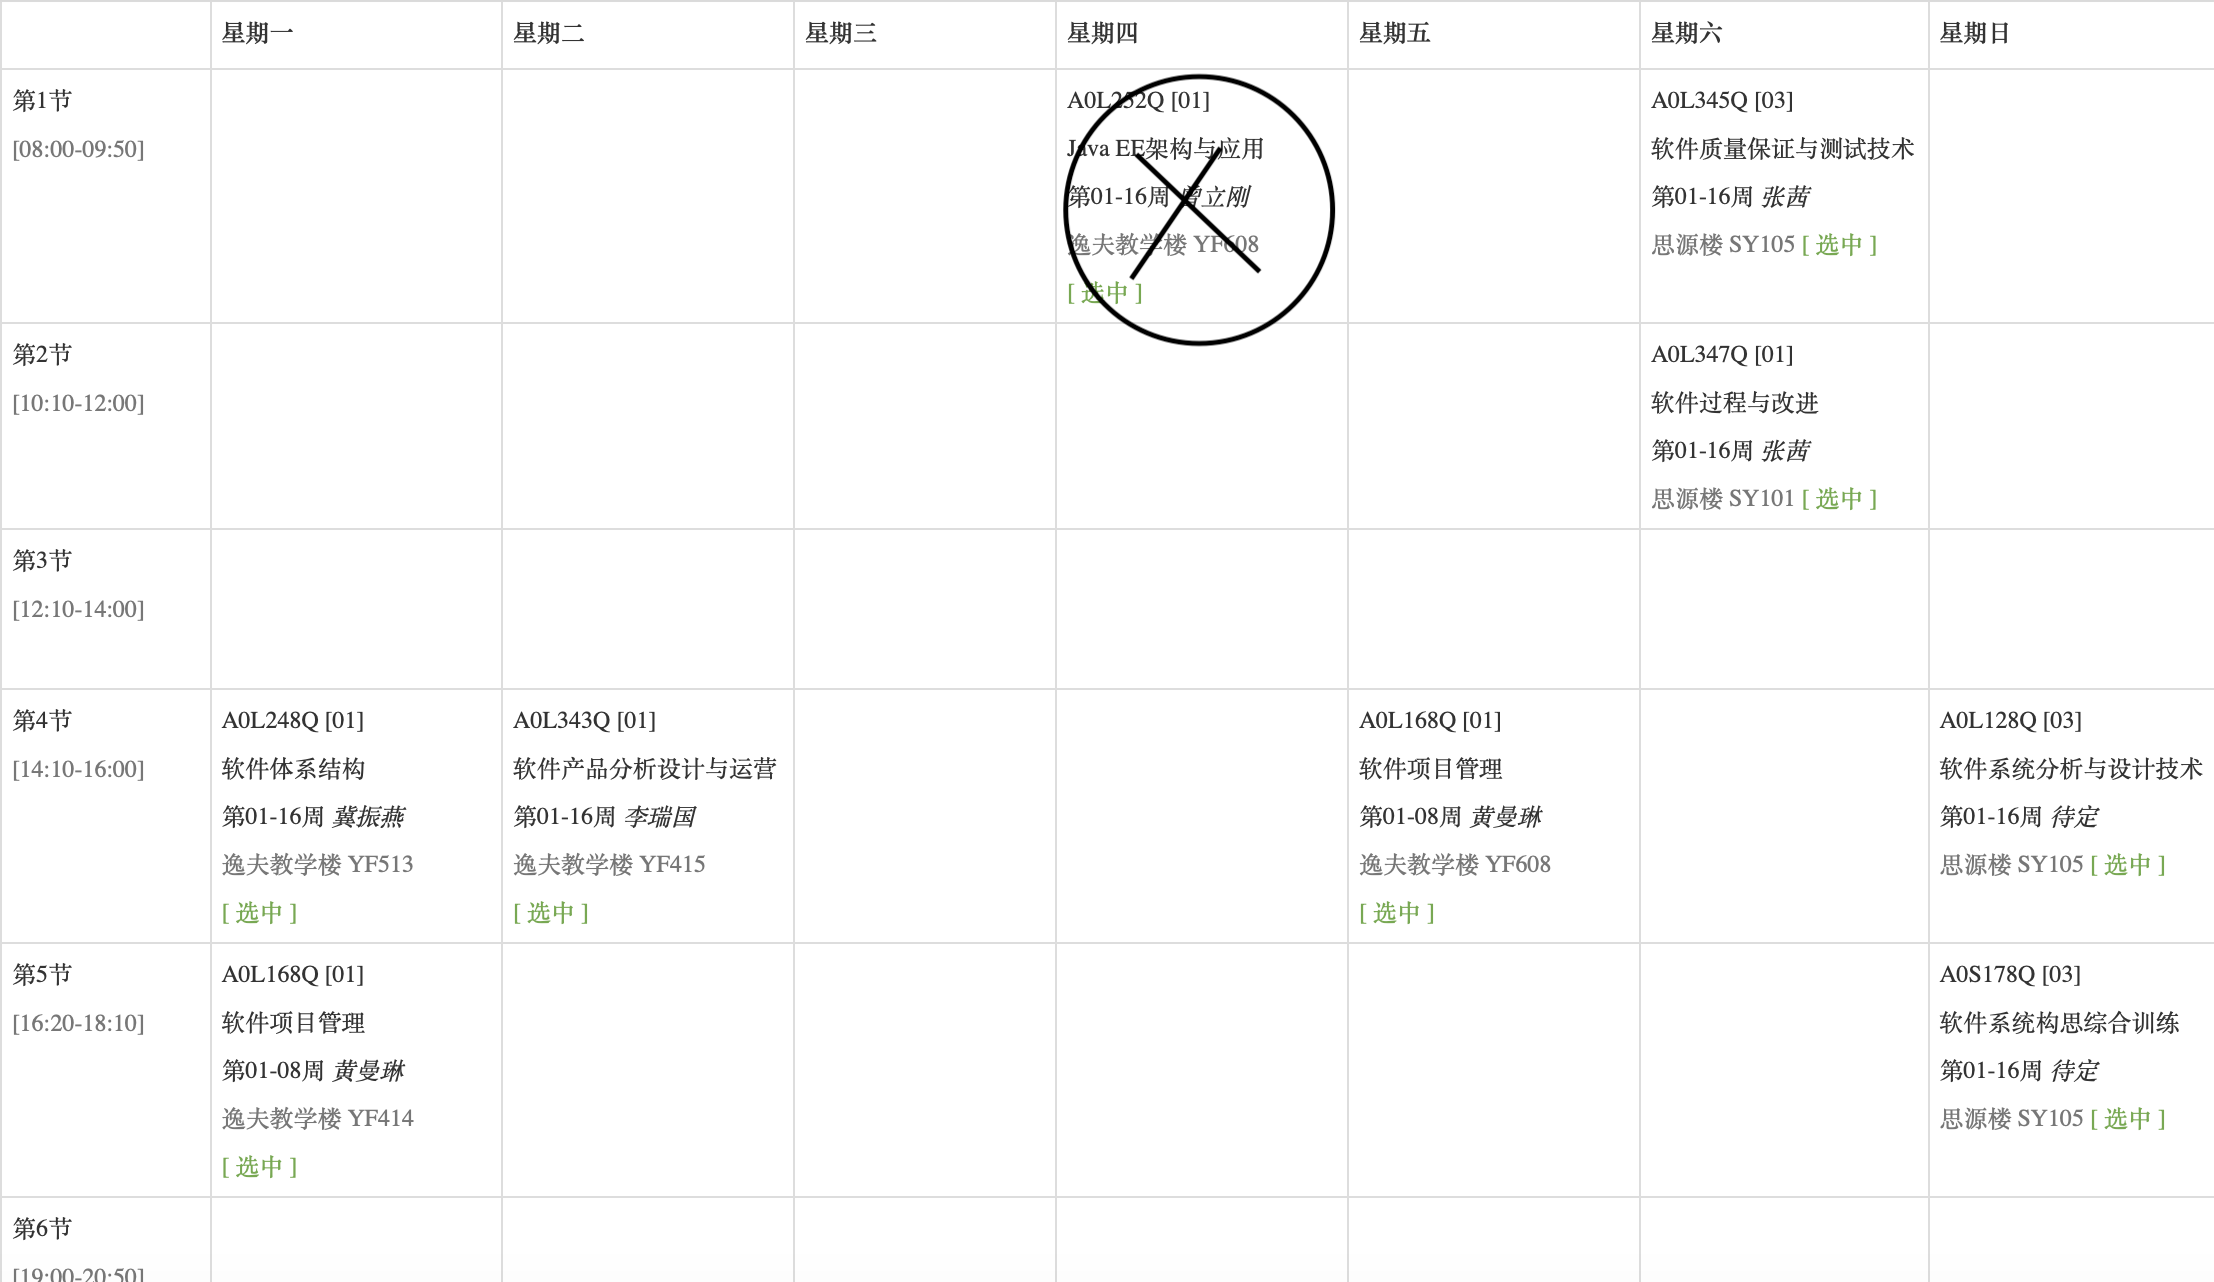 星期一 星期二 星期三 星期四 星期五 星期六 星期日
第1节
[08:00-09:50]
A0L252Q [01]
Java EE架构与应用
第01-16周 曾立刚
逸夫教学楼 YF608
[ 选中 ]
A0L345Q [03]
软件质量保证与测试技术
第01-16周 张茜
思源楼 SY105 [ 选中 ]
第2节
[10:10-12:00]
A0L347Q [01]
软件过程与改进
第01-16周 张茜
思源楼 SY101 [ 选中 ]
第3节
[12:10-14:00]
第4节
[14:10-16:00]
A0L248Q [01]
软件体系结构
第01-16周 冀振燕
逸夫教学楼 YF513
[ 选中 ]
A0L343Q [01]
软件产品分析设计与运营
第01-16周 李瑞国
逸夫教学楼 YF415
[ 选中 ]
A0L168Q [01]
软件项目管理
第01-08周 黄曼琳
逸夫教学楼 YF608
[ 选中 ]
A0L128Q [03]
软件系统分析与设计技术
第01-16周 待定
思源楼 SY105 [ 选中 ]
第5节
[16:20-18:10]
A0L168Q [01]
软件项目管理
第01-08周 黄曼琳
逸夫教学楼 YF414
[ 选中 ]
A0S178Q [03]
软件系统构思综合训练
第01-16周 待定
思源楼 SY105 [ 选中 ]
第6节
[19:00-20:50]